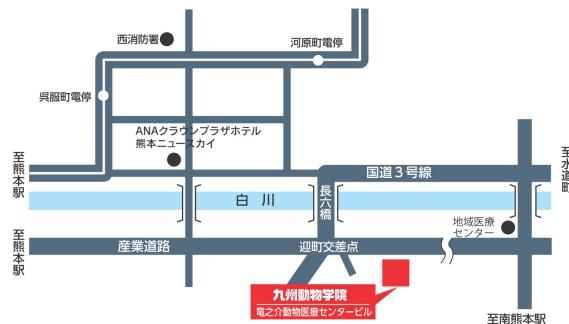 西消防署
河原町電停
呉服町電停
ANAクラウンプラザホテル
熊本ニュースカイ
至熊本駅
国道3号線
至水道町
白川
長六橋
地域医療
センター
至熊本駅
産業道路
迎町交差点
九州動物学院
竜之介動物医療センタービル
至南熊本駅